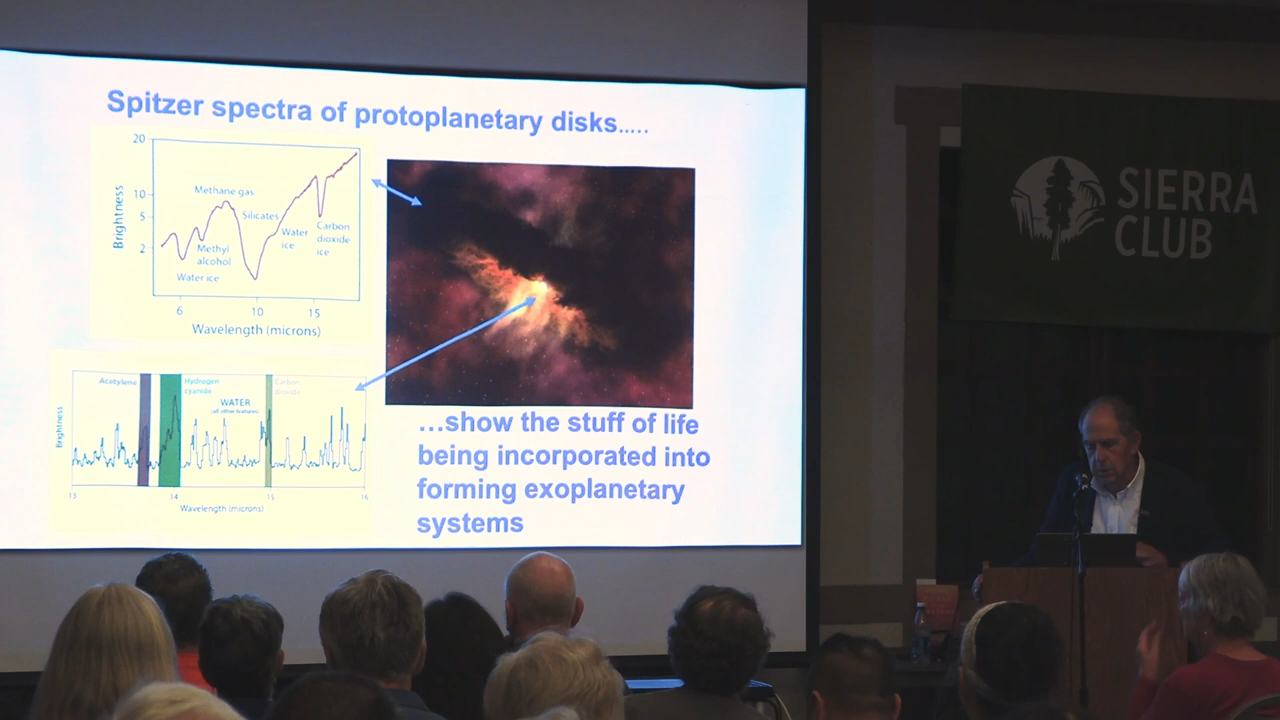 Spitzer spectra of protoplanetary disks.....
20
10
5
2
Brightness
Methane gas
Silicates
Water
ice
Carbon
dioxide
ice
Methyl
alcohol
Water ice
6 10 15
Wavelength (microns)
Acetylene
Hydrogen
cyanide
WATER
(all other features)
Carbon
dioxide
Brightness
13 14 15 16
Wavelength (microns)
...show the stuff of life
being incorporated into
forming exoplanetary
systems
SIERRA
CLUB